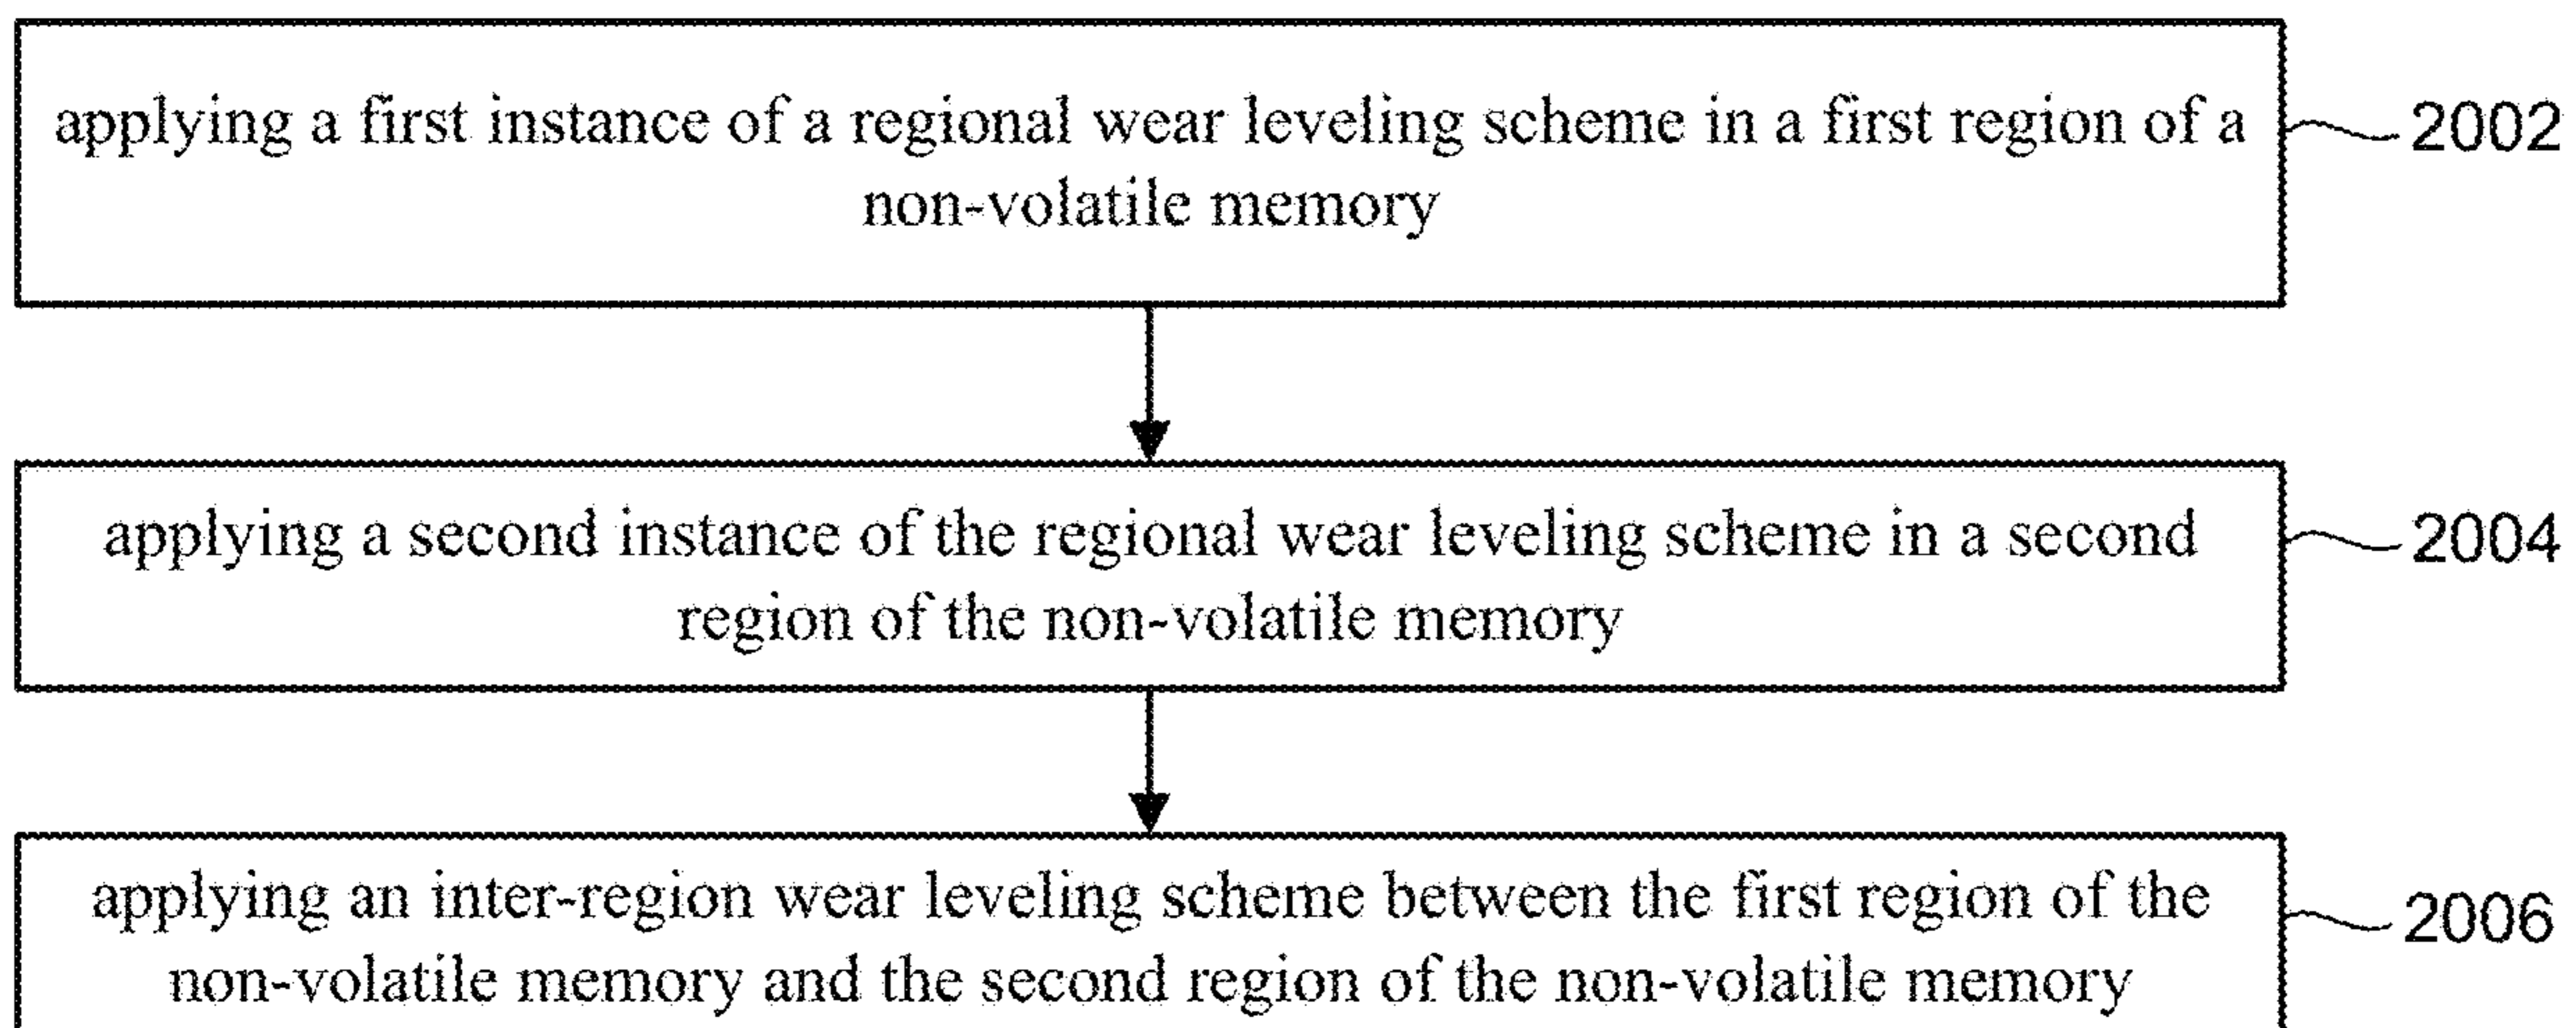 applying a first instance of a regional wear leveling scheme in a first region of a
non-volatile memory
2002
applying a second instance of the regional wear leveling scheme in a second
region of the non-volatile memory
2004
applying an inter-region wear leveling scheme between the first region of the
non-volatile memory and the second region of the non-volatile memory
2006